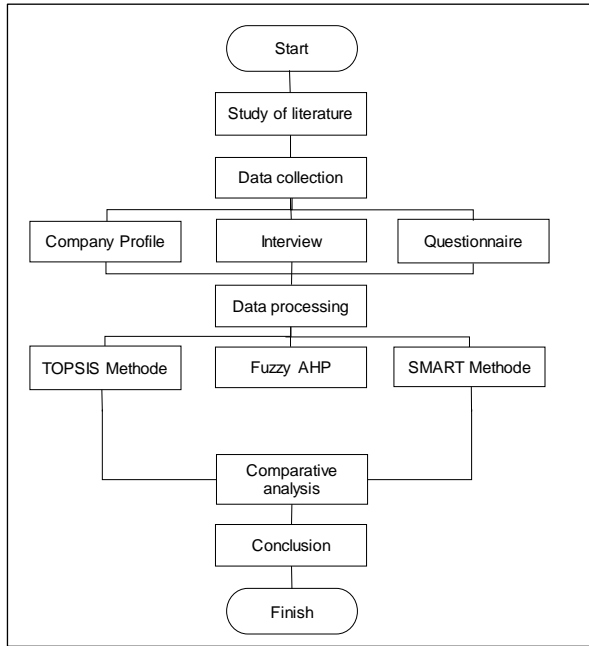 Start
Study of literature
Data collection
Company Profile
Interview
Questionnaire
Data processing
TOPSIS Methode
Fuzzy AHP
SMART Methode
Comparative
analysis
Conclusion
Finish